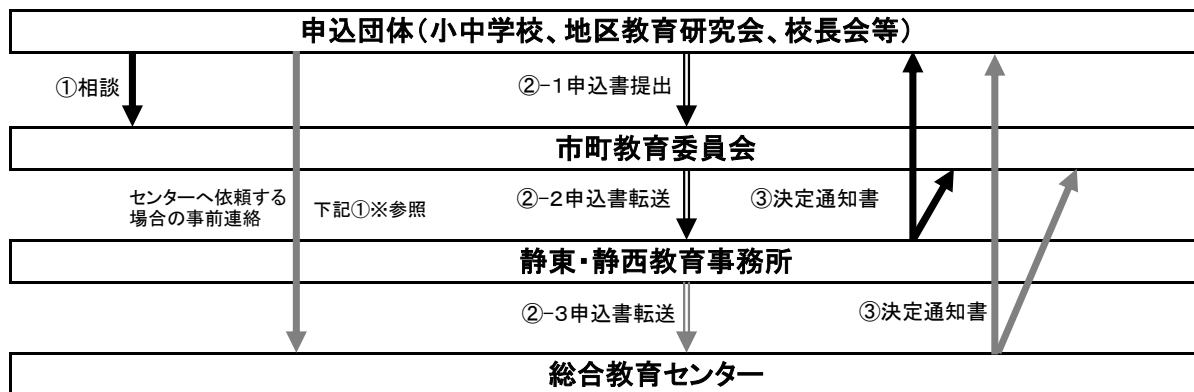 申込団体（小中学校、地区教育研究会、校長会等）
①相談
②-1申込書提出
市町教育委員会
センターへ依頼する
場合の事前連絡
下記①※参照
②-2申込書転送
③決定通知書
静東・静西教育事務所
②-3申込書転送
③決定通知書
総合教育センター